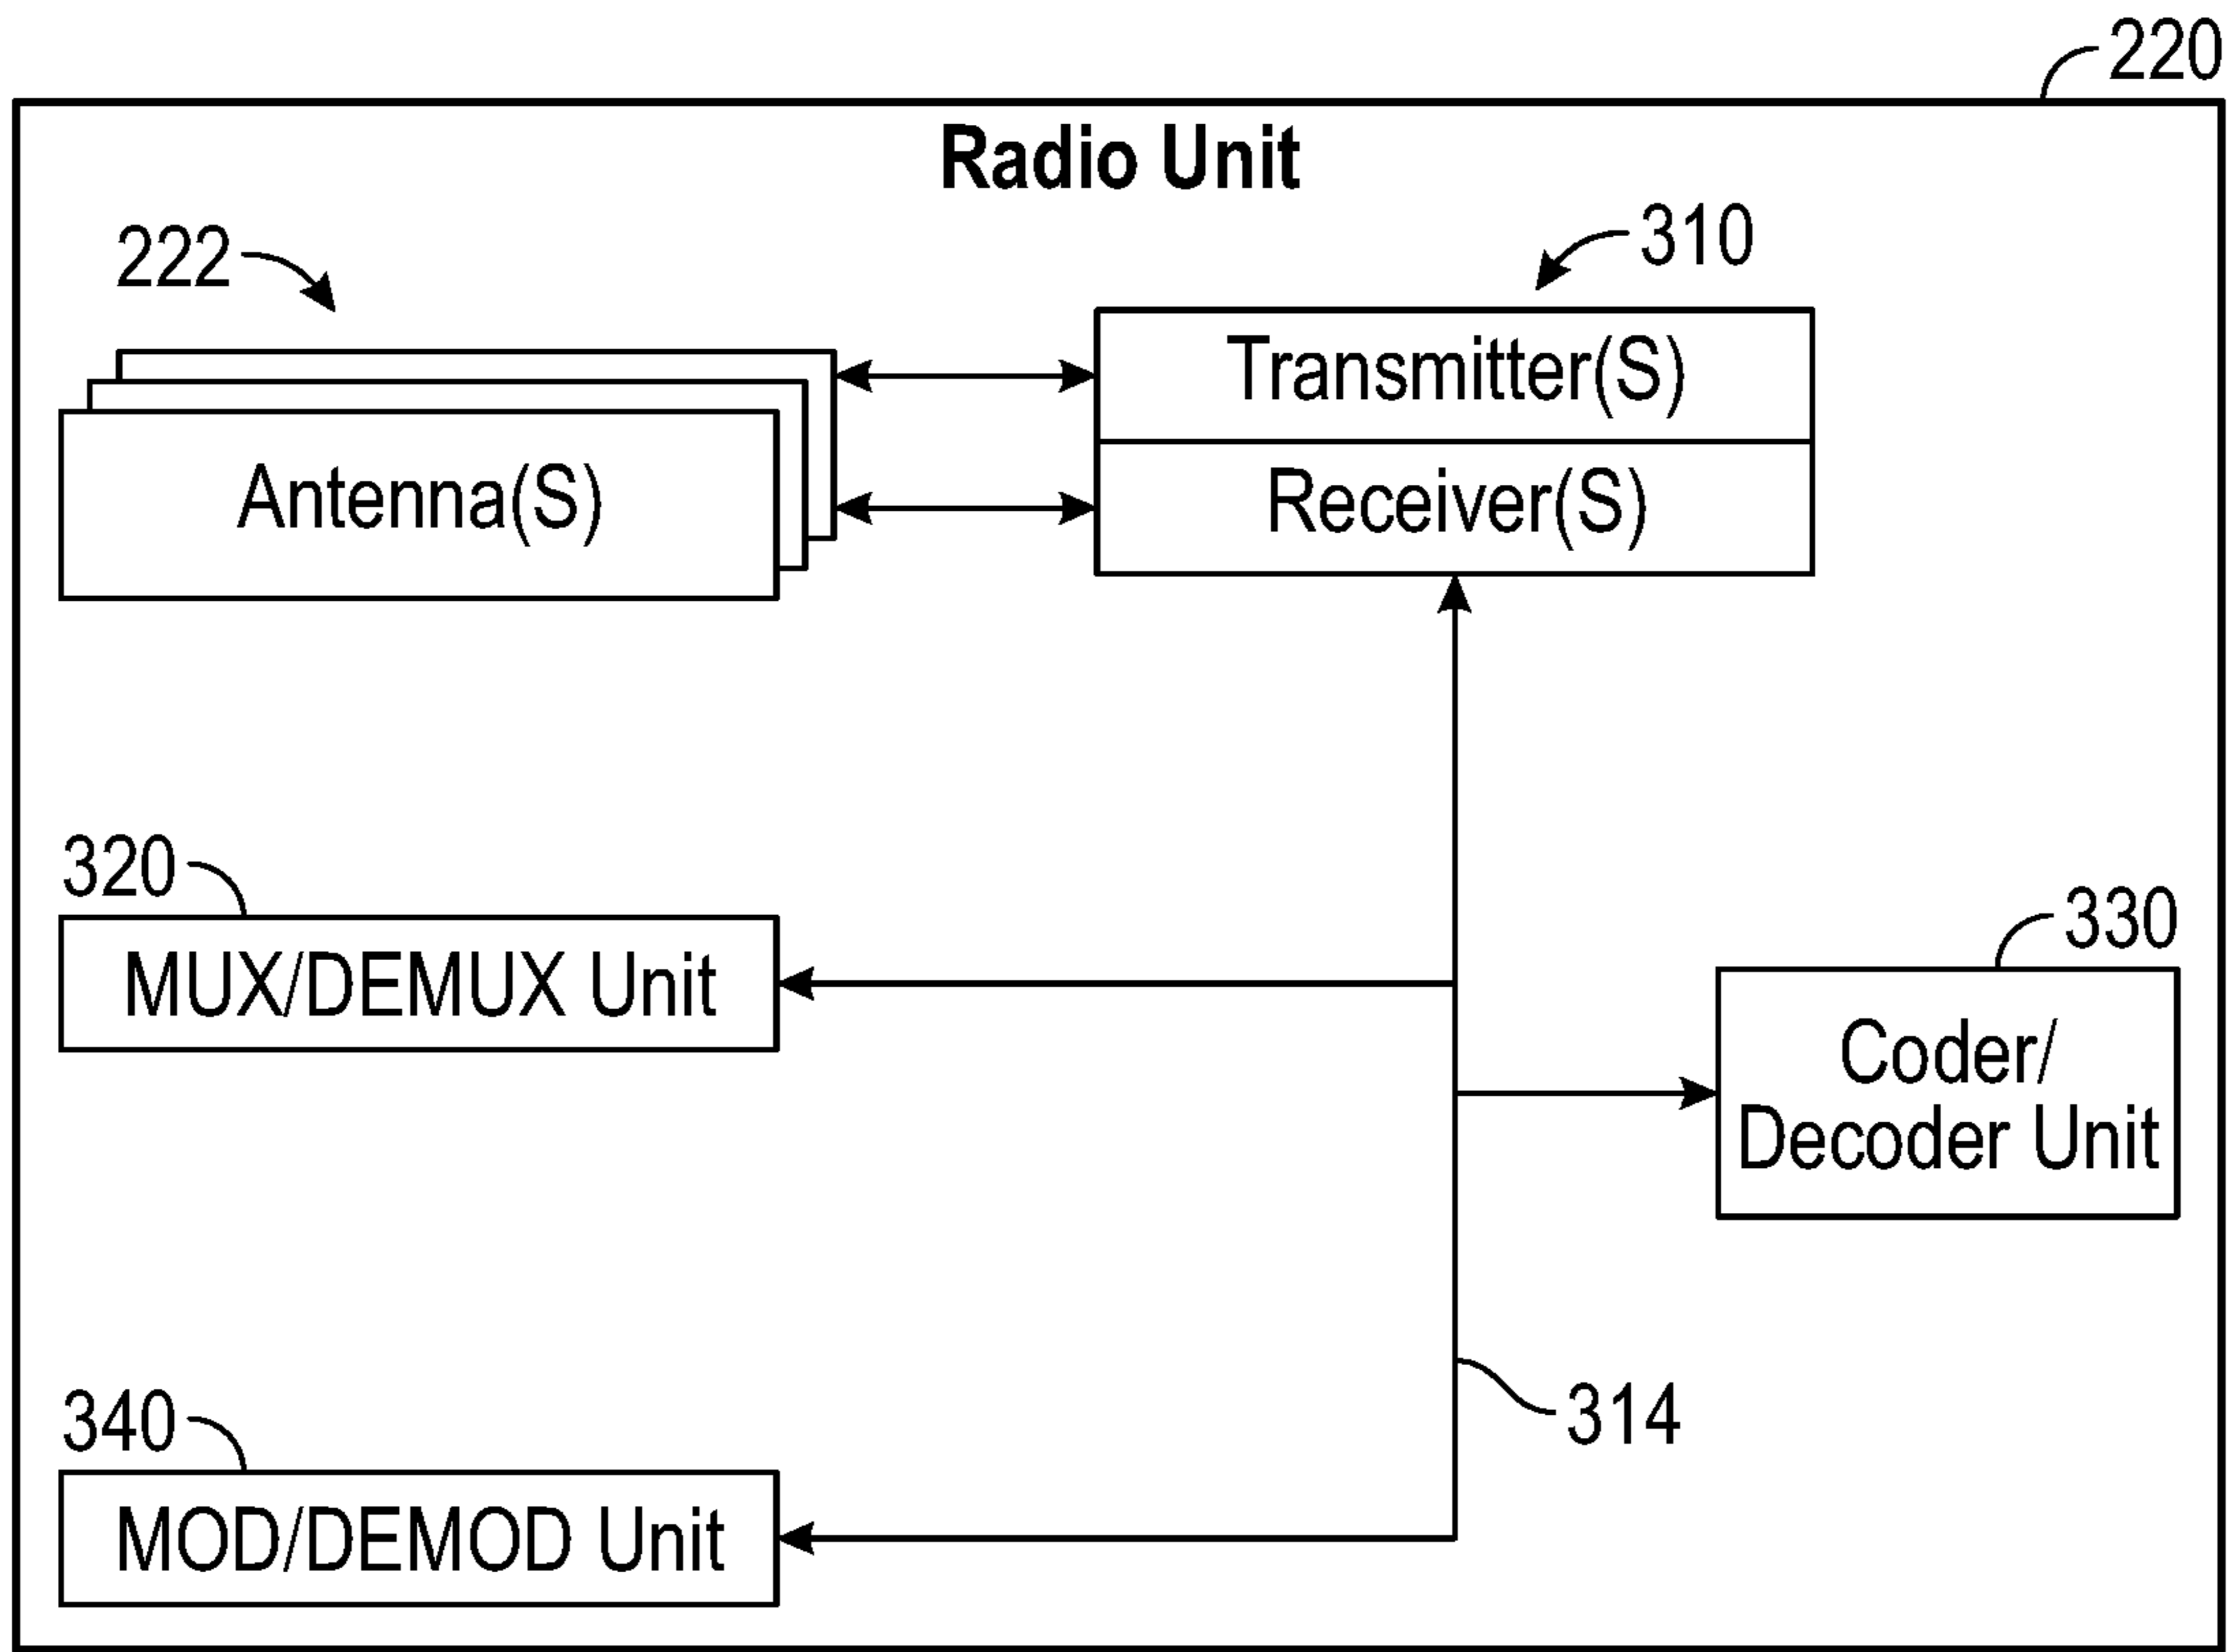 220
Radio Unit
222
310
Transmitter(S)
Antenna(S)
Receiver(S)
320
MUX/DEMUX Unit
330
Coder/
Decoder Unit
314
340
MOD/DEMOD Unit